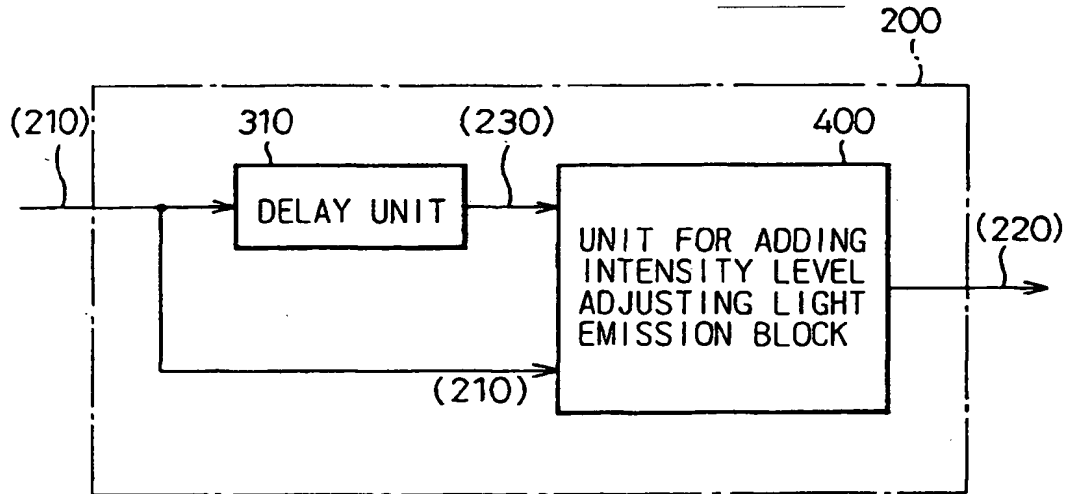 200
(210)
310
(230)
400
DELAY UNIT
UNIT FOR ADDING
INTENSITY LEVEL
ADJUSTING LIGHT
EMISSION BLOCK
(220)
(210)